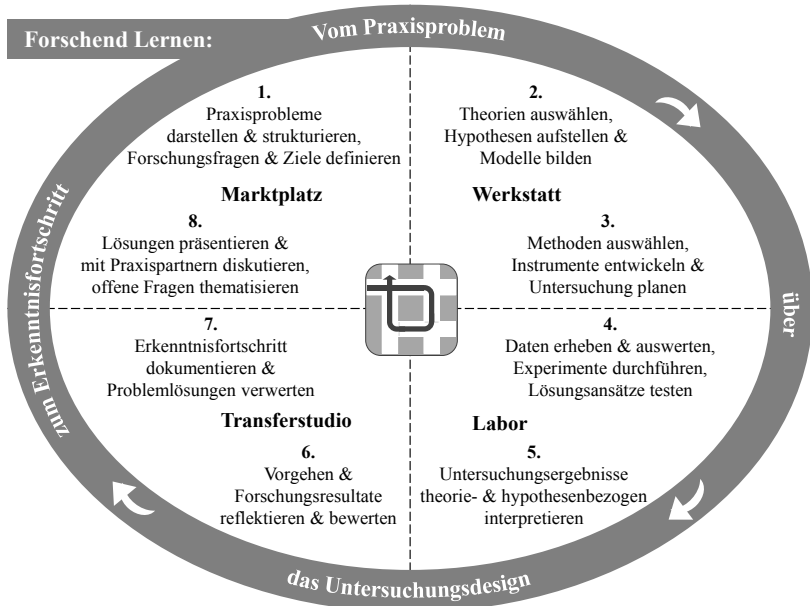 Forschend Lernen:
Vom Praxisproblem
1.
Praxisprobleme
darstellen & strukturieren,
Forschungsfragen & Ziele definieren
Marktplatz
8.
Lösungen präsentieren &
mit Praxispartnern diskutieren,
offene Fragen thematisieren
2.
Theorien auswählen,
Hypothesen aufstellen &
Modelle bilden
Werkstatt
3.
Methoden auswählen,
Instrumente entwickeln &
Untersuchung planen
über
4.
Daten erheben & auswerten,
Experimente durchführen,
Lösungsansätze testen
Labor
5.
Untersuchungsergebnisse
theorie- & hypothesenbezogen
interpretieren
das Untersuchungsdesign
7.
Erkenntnisfortschritt
dokumentieren &
Problemlösungen verwerten
Transferstudio
6.
Vorgehen &
Forschungsresultate
reflektieren & bewerten
zum Erkenntnisfortschritt